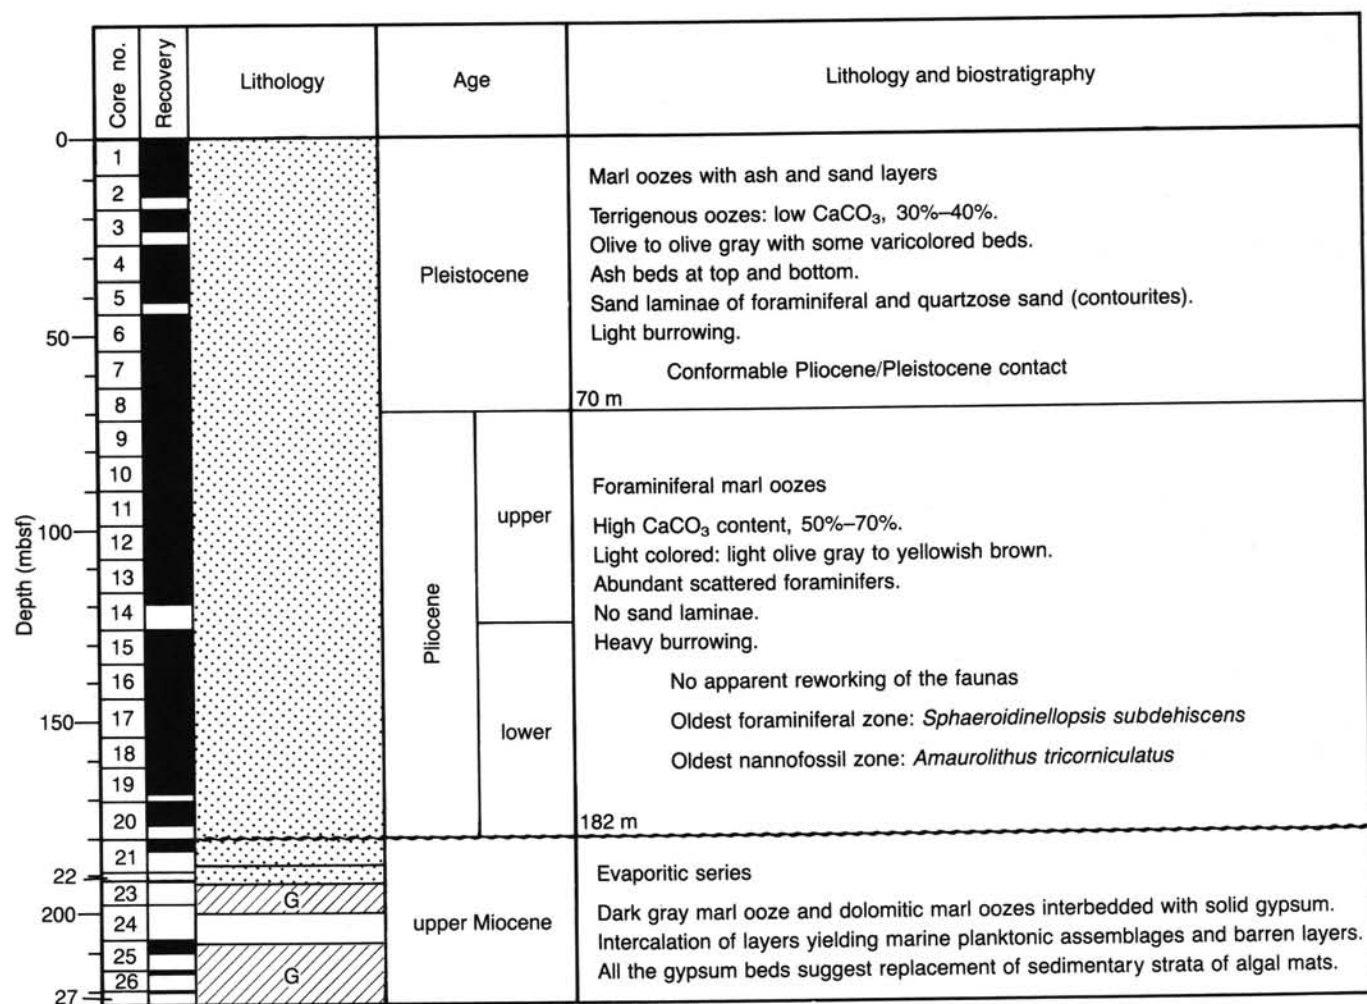 Core no.
Recovery
Lithology
Age
Lithology and biostratigraphy
Depth (mbsf)
0
50
100
150
200
1
2
3
4
5
6
7
8
9
10
11
12
13
14
15
16
17
18
19
20
21
22
23
24
25
26
27
G
G
Pleistocene
Marl oozes with ash and sand layers
Terrigenous oozes: low CaCO₃, 30%–40%.
Olive to olive gray with some varicolored beds.
Ash beds at top and bottom.
Sand laminae of foraminiferal and quartzose sand (contourites).
Light burrowing.
Conformable Pliocene/Pleistocene contact
70 m
Pliocene
upper
lower
Foraminiferal marl oozes
High CaCO₃ content, 50%–70%.
Light colored: light olive gray to yellowish brown.
Abundant scattered foraminifers.
No sand laminae.
Heavy burrowing.
No apparent reworking of the faunas
Oldest foraminiferal zone: Sphaeroidinellopsis subdehiscens
Oldest nannofossil zone: Amaurolithus tricorniculatus
182 m
upper Miocene
Evaporitic series
Dark gray marl ooze and dolomitic marl oozes interbedded with solid gypsum.
Intercalation of layers yielding marine planktonic assemblages and barren layers.
All the gypsum beds suggest replacement of sedimentary strata of algal mats.